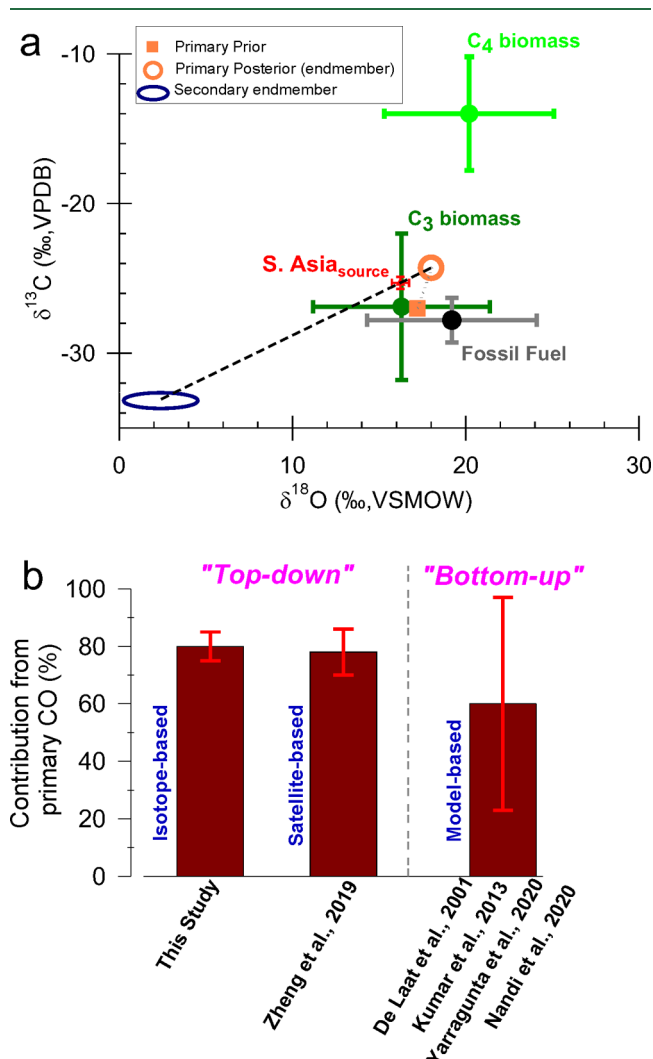 a
-10
-20
-30
δ13C (‰,VPDB)
Primary Prior
Primary Posterior (endmember)
Secondary endmember
C4 biomass
C3 biomass
S. Asiasource
Fossil Fuel
0
10
20
30
δ18O (‰,VSMOW)
b
"Top-down"
"Bottom-up"
100
80
60
40
20
0
Contribution from
primary CO (%)
Isotope-based
Satellite-based
Model-based
This Study
Zheng et al., 2019
De Laat et al., 2001
Kumar et al., 2013
Yarragunta et al., 2020
Nandi et al., 2020